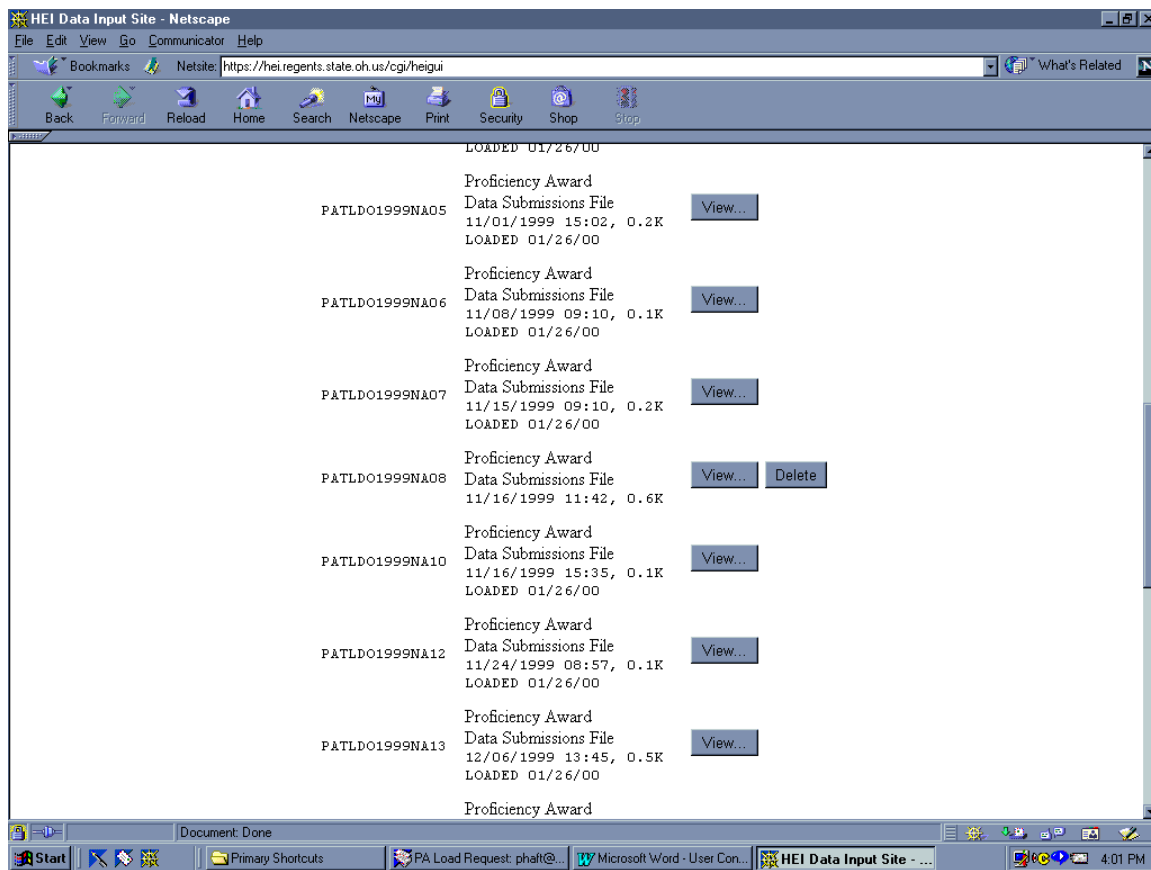 HEI Data Input Site - Netscape
File Edit View Go Communicator Help
Bookmarks Netsite: https://hei.regents.state.oh.us/cgi/heigui What's Related N
My
Back Forward Reload Home Search Netscape Print Security Shop Stop
LOADED 01/26/00
Proficiency Award
PATLDO1999NA05 Data Submissions File View...
11/01/1999 15:02, 0.2K
LOADED 01/26/00
Proficiency Award
PATLDO1999NA06 Data Submissions File View...
11/08/1999 09:10, 0.1K
LOADED 01/26/00
Proficiency Award
PATLDO1999NA07 Data Submissions File View...
11/15/1999 09:10, 0.2K
LOADED 01/26/00
Proficiency Award
PATLDO1999NA08 Data Submissions File View... Delete
11/16/1999 11:42, 0.6K
Proficiency Award
PATLDO1999NA10 Data Submissions File View...
11/16/1999 15:35, 0.1K
LOADED 01/26/00
Proficiency Award
PATLDO1999NA12 Data Submissions File View...
11/24/1999 08:57, 0.1K
LOADED 01/26/00
Proficiency Award
PATLDO1999NA13 Data Submissions File View...
12/06/1999 13:45, 0.5K
LOADED 01/26/00
Proficiency Award
Document: Done
Start Primary Shortcuts PA Load Request: phaft@... Microsoft Word - User Con... HEI Data Input Site - ... 4:01 PM